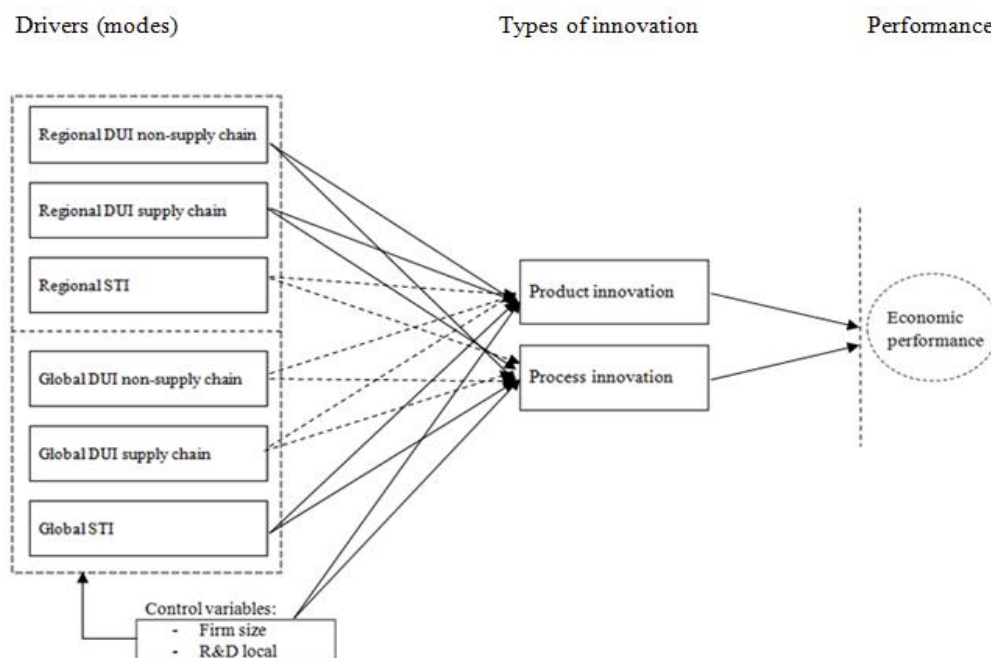 Drivers (modes)
Types of innovation
Performance
Regional DUI non-supply chain
Regional DUI supply chain
Regional STI
Global DUI non-supply chain
Global DUI supply chain
Global STI
Product innovation
Process innovation
Economic
performance
Control variables:
- Firm size
- R&D local